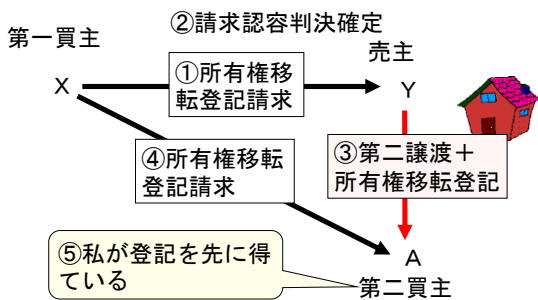 ②請求認容判決確定
第一買主
売主
①所有権移
転登記請求
X
Y
③第二譲渡＋
所有権移転登記
④所有権移転
登記請求
⑤私が登記を先に得
ている
A
第二買主